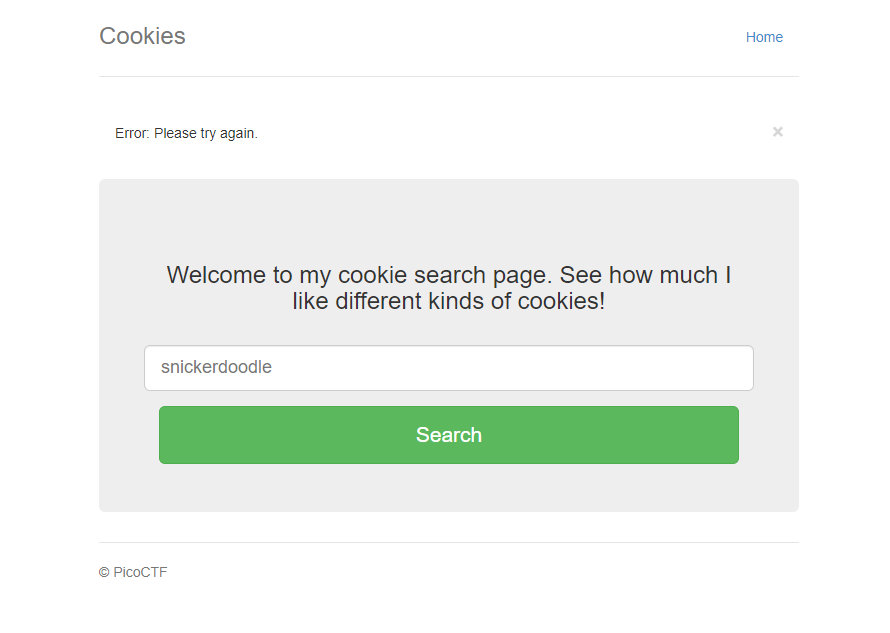 Cookies
Home
Error: Please try again.
×
Welcome to my cookie search page. See how much I
like different kinds of cookies!
snickerdoodle
Search
© PicoCTF